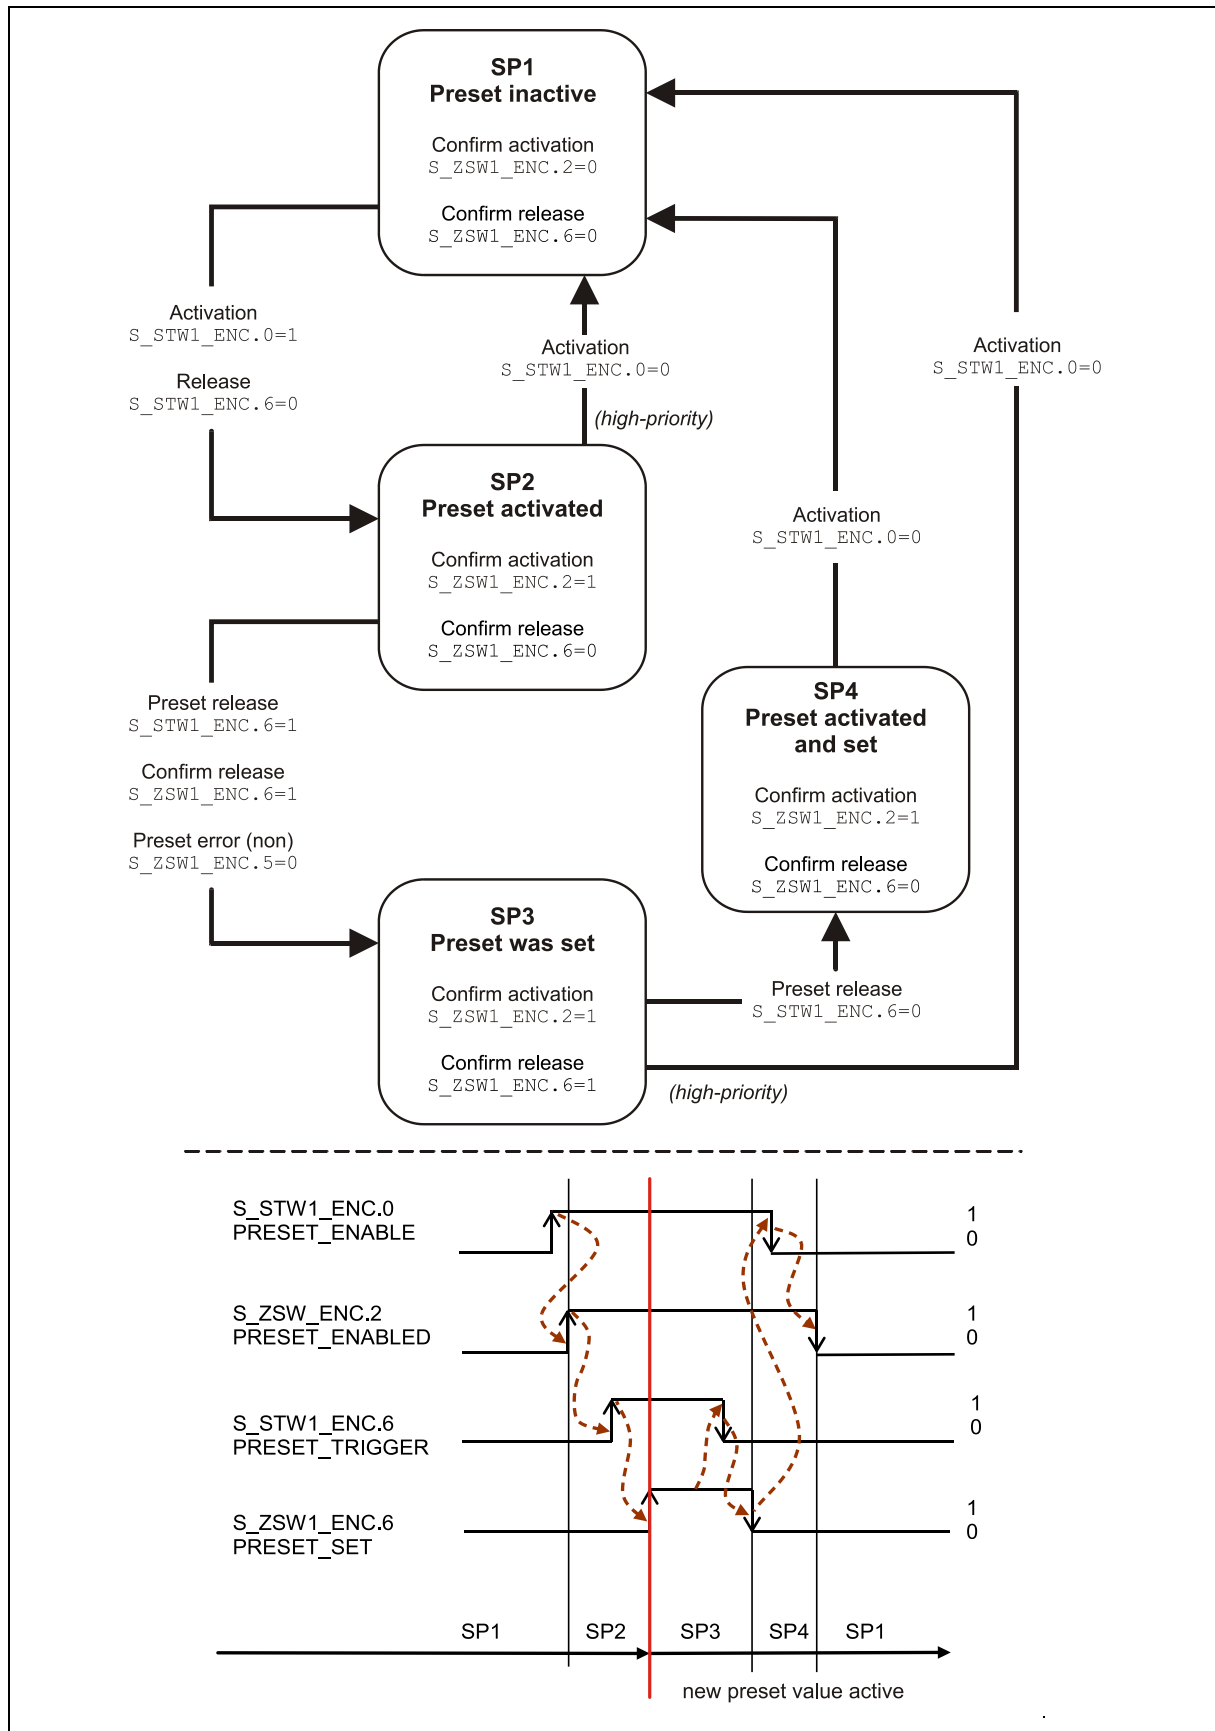 SP1
Preset inactive
Confirm activation
S_ZSW1_ENC.2=0
Confirm release
S_ZSW1_ENC.6=0
Activation
S_STW1_ENC.0=1
Release
S_STW1_ENC.6=0
Activation
S_STW1_ENC.0=0
(high-priority)
Activation
S_STW1_ENC.0=0
SP2
Preset activated
Confirm activation
S_ZSW1_ENC.2=1
Confirm release
S_ZSW1_ENC.6=0
Activation
S_STW1_ENC.0=0
Preset release
S_STW1_ENC.6=1
Confirm release
S_ZSW1_ENC.6=1
Preset error (non)
S_ZSW1_ENC.5=0
SP4
Preset activated
and set
Confirm activation
S_ZSW1_ENC.2=1
Confirm release
S_ZSW1_ENC.6=0
SP3
Preset was set
Confirm activation
S_ZSW1_ENC.2=1
Confirm release
S_ZSW1_ENC.6=1
Preset release
S_STW1_ENC.6=0
(high-priority)
S_STW1_ENC.0
PRESET_ENABLE
1
0
S_ZSW_ENC.2
PRESET_ENABLED
1
0
S_STW1_ENC.6
PRESET_TRIGGER
1
0
S_ZSW1_ENC.6
PRESET_SET
1
0
SP1 SP2 SP3 SP4 SP1
new preset value active